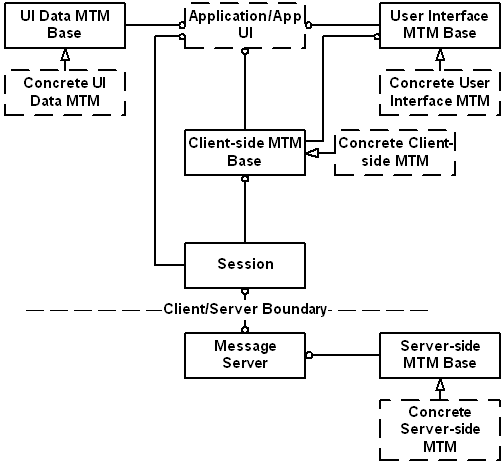 UI Data MTM
Base
Application/App
UI
User Interface
MTM Base
Concrete UI
Data MTM
Concrete User
Interface MTM
Client-side MTM
Base
Concrete Client-
side MTM
Session
Client/Server Boundary
Message
Server
Server-side
MTM Base
Concrete
Server-side
MTM